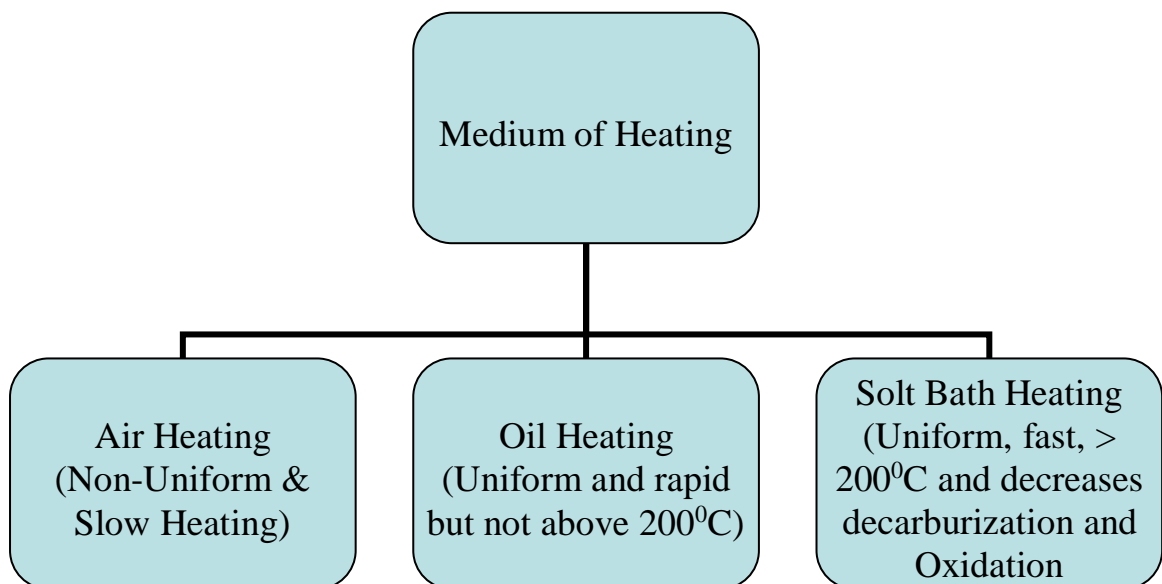 Medium of Heating
Air Heating
(Non-Uniform &
Slow Heating)
Oil Heating
(Uniform and rapid
but not above 200⁰C)
Solt Bath Heating
(Uniform, fast, >
200⁰C and decreases
decarburization and
Oxidation